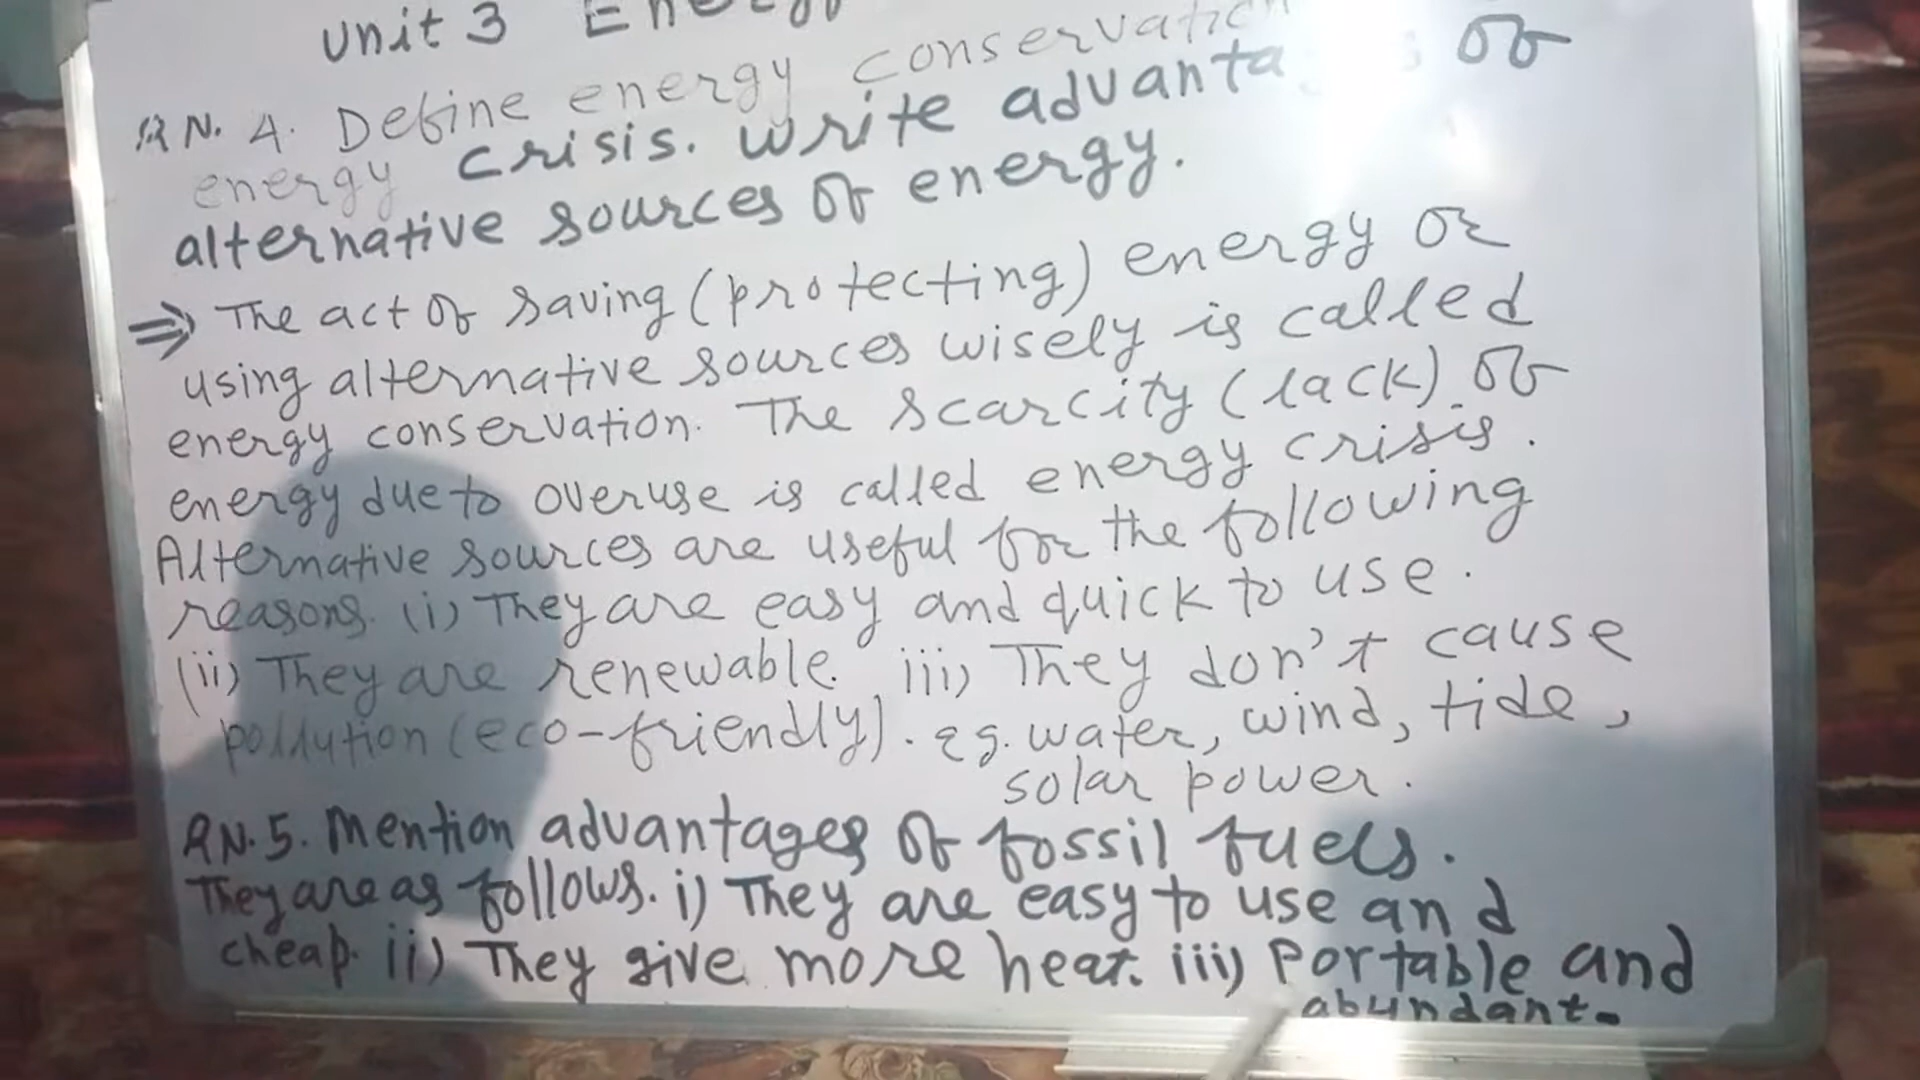 Unit 3 Energy
QN. 4. Define energy conservation
energy crisis. Write advanta of
alternative sources of energy.
⇒ The act of saving (protecting) energy or
using alternative sources wisely is called
energy conservation. The scarcity (lack) of
energy due to overuse is called energy crisis.
Alternative sources are useful for the following
reasons. (i) They are easy and quick to use.
(ii) They are renewable. iii) They don't cause
pollution (eco-friendly). eg. water, wind, tide,
solar power.
QN. 5. Mention advantages of fossil fuels.
They are as follows. i) They are easy to use and
cheap. ii) They give more heat. iii) Portable and
abundant.